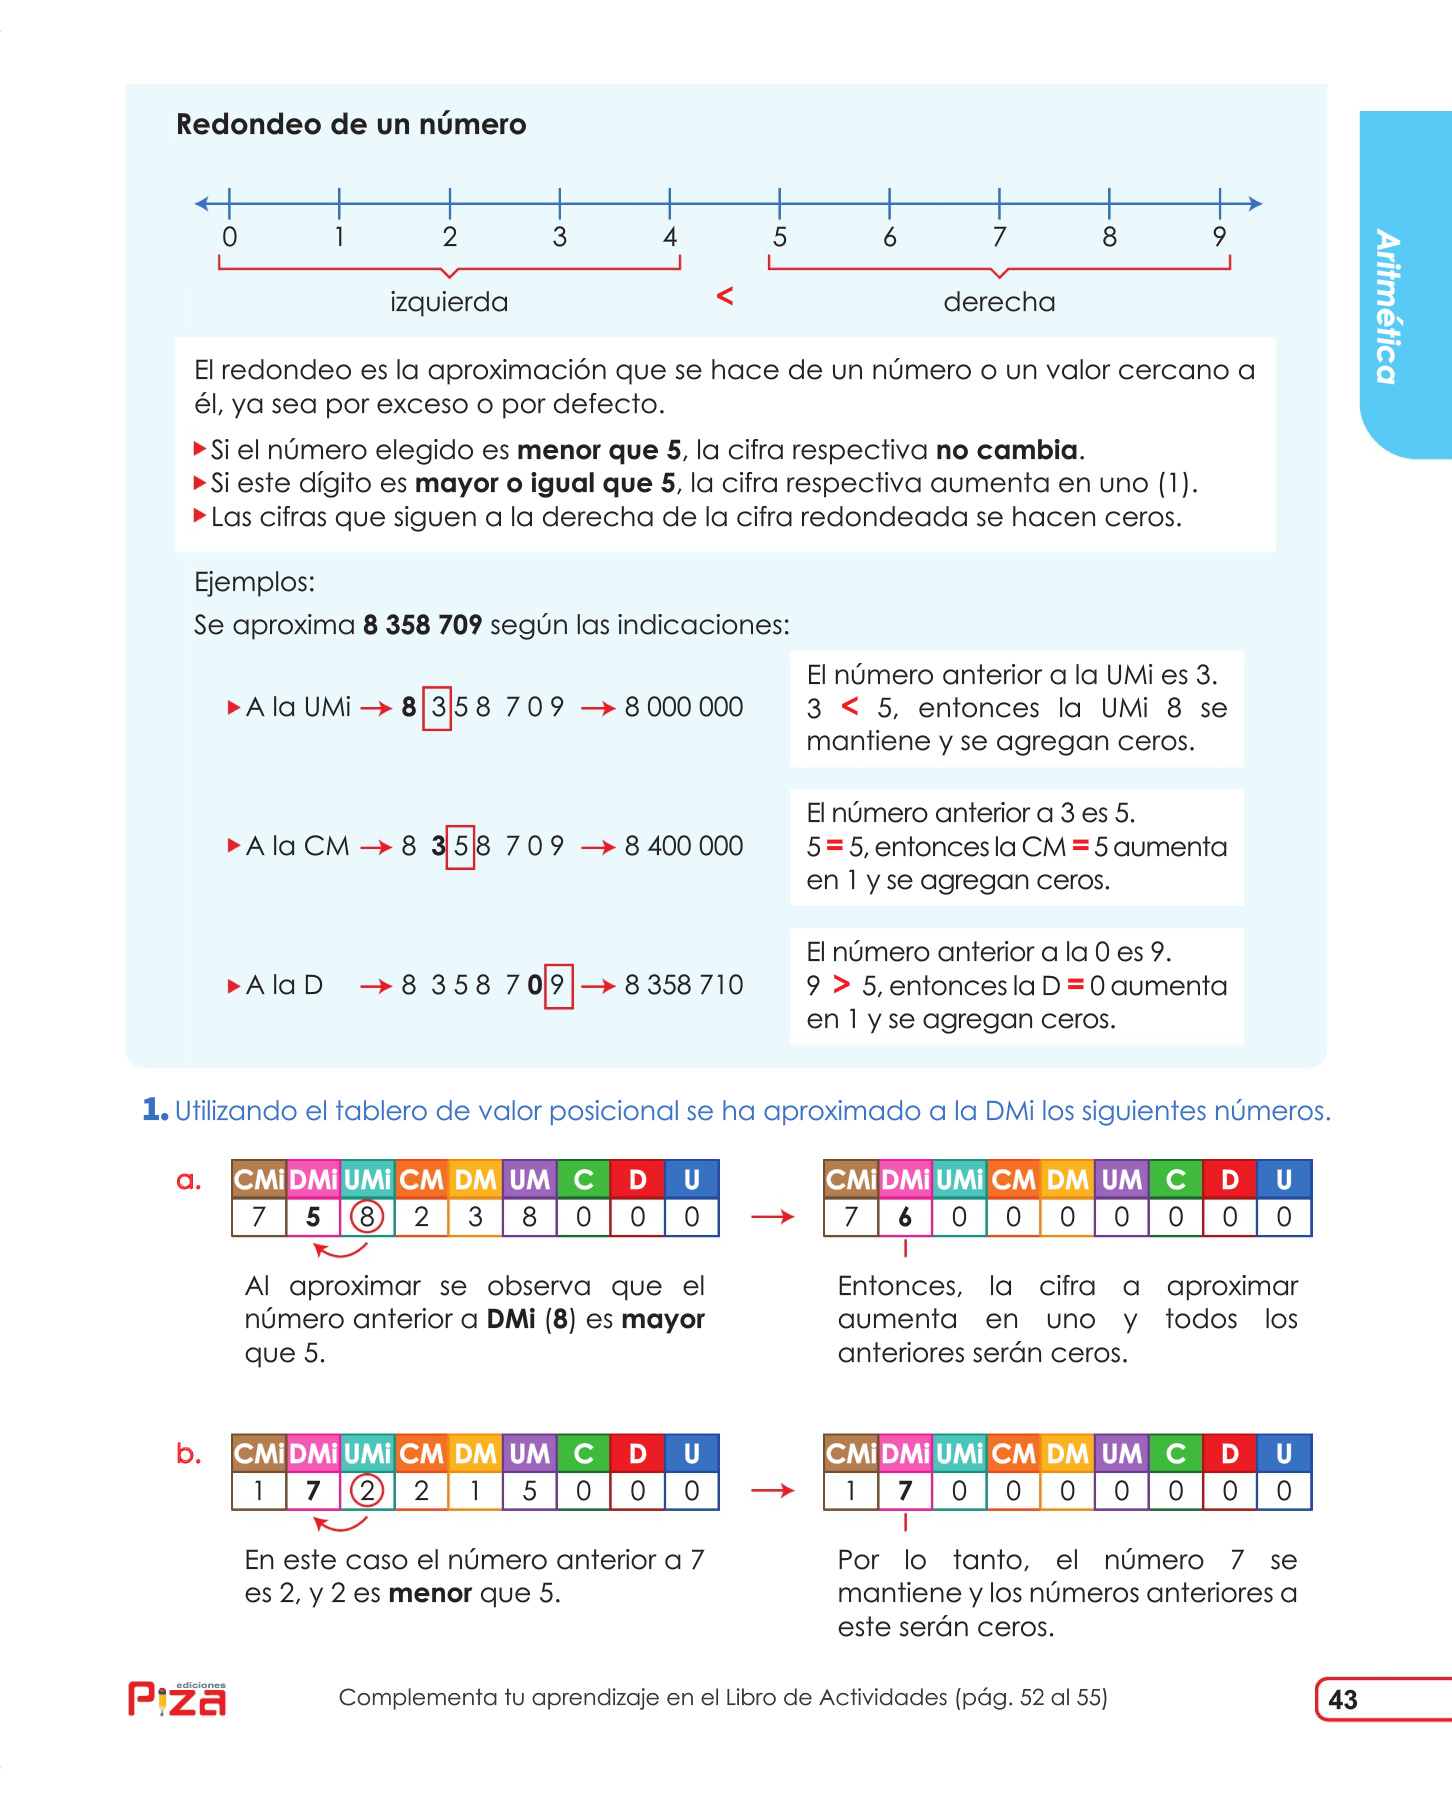 Redondeo de un número
0 1 2 3 4 5 6 7 8 9
izquierda < derecha
Aritmética
El redondeo es la aproximación que se hace de un número o un valor cercano a
él, ya sea por exceso o por defecto.
Si el número elegido es menor que 5, la cifra respectiva no cambia.
Si este dígito es mayor o igual que 5, la cifra respectiva aumenta en uno (1).
Las cifras que siguen a la derecha de la cifra redondeada se hacen ceros.
Ejemplos:
Se aproxima 8 358 709 según las indicaciones:
A la UMi → 8 3 5 8 7 0 9 → 8 000 000
El número anterior a la UMi es 3.
3 < 5, entonces la UMi 8 se
mantiene y se agregan ceros.
A la CM → 8 3 5 8 7 0 9 → 8 400 000
El número anterior a 3 es 5.
5 = 5, entonces la CM = 5 aumenta
en 1 y se agregan ceros.
A la D → 8 3 5 8 7 0 9 → 8 358 710
El número anterior a la 0 es 9.
9 > 5, entonces la D = 0 aumenta
en 1 y se agregan ceros.
1. Utilizando el tablero de valor posicional se ha aproximado a la DMi los siguientes números.
a.
CMi DMi UMi CM DM UM C D U
7 5 8 2 3 8 0 0 0
→
CMi DMi UMi CM DM UM C D U
7 6 0 0 0 0 0 0 0
Al aproximar se observa que el
número anterior a DMi (8) es mayor
que 5.
Entonces, la cifra a aproximar
aumenta en uno y todos los
anteriores serán ceros.
b.
CMi DMi UMi CM DM UM C D U
1 7 2 2 1 5 0 0 0
→
CMi DMi UMi CM DM UM C D U
1 7 0 0 0 0 0 0 0
En este caso el número anterior a 7
es 2, y 2 es menor que 5.
Por lo tanto, el número 7 se
mantiene y los números anteriores a
este serán ceros.
ediciones
Piza
Complementa tu aprendizaje en el Libro de Actividades (pág. 52 al 55)
43